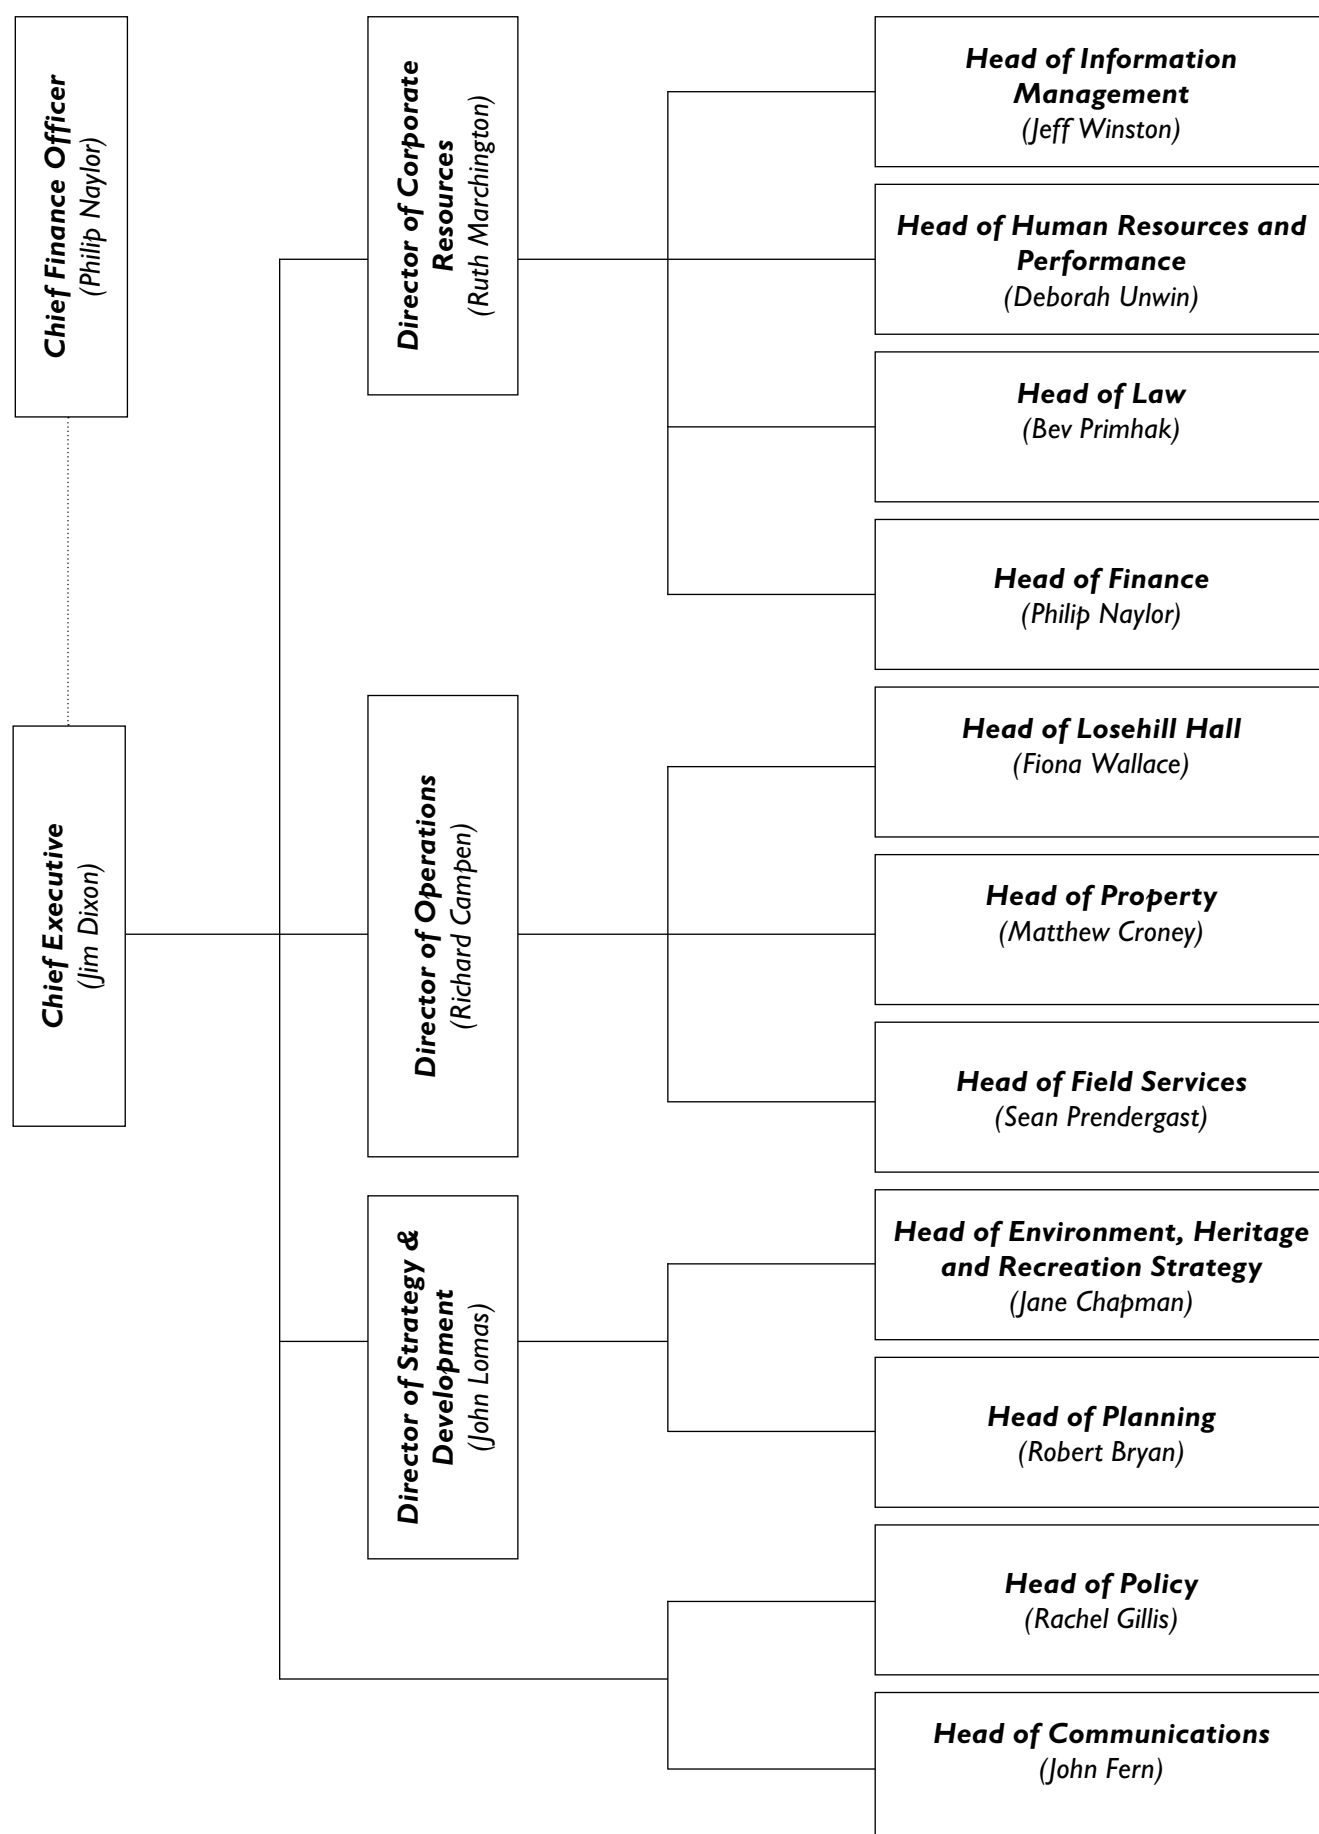 Chief Finance Officer
(Philip Naylor)
Chief Executive
(Jim Dixon)
Director of Corporate
Resources
(Ruth Marchington)
Director of Operations
(Richard Campen)
Director of Strategy &
Development
(John Lomas)
Head of Information
Management
(Jeff Winston)
Head of Human Resources and
Performance
(Deborah Unwin)
Head of Law
(Bev Primhak)
Head of Finance
(Philip Naylor)
Head of Losehill Hall
(Fiona Wallace)
Head of Property
(Matthew Croney)
Head of Field Services
(Sean Prendergast)
Head of Environment, Heritage
and Recreation Strategy
(Jane Chapman)
Head of Planning
(Robert Bryan)
Head of Policy
(Rachel Gillis)
Head of Communications
(John Fern)